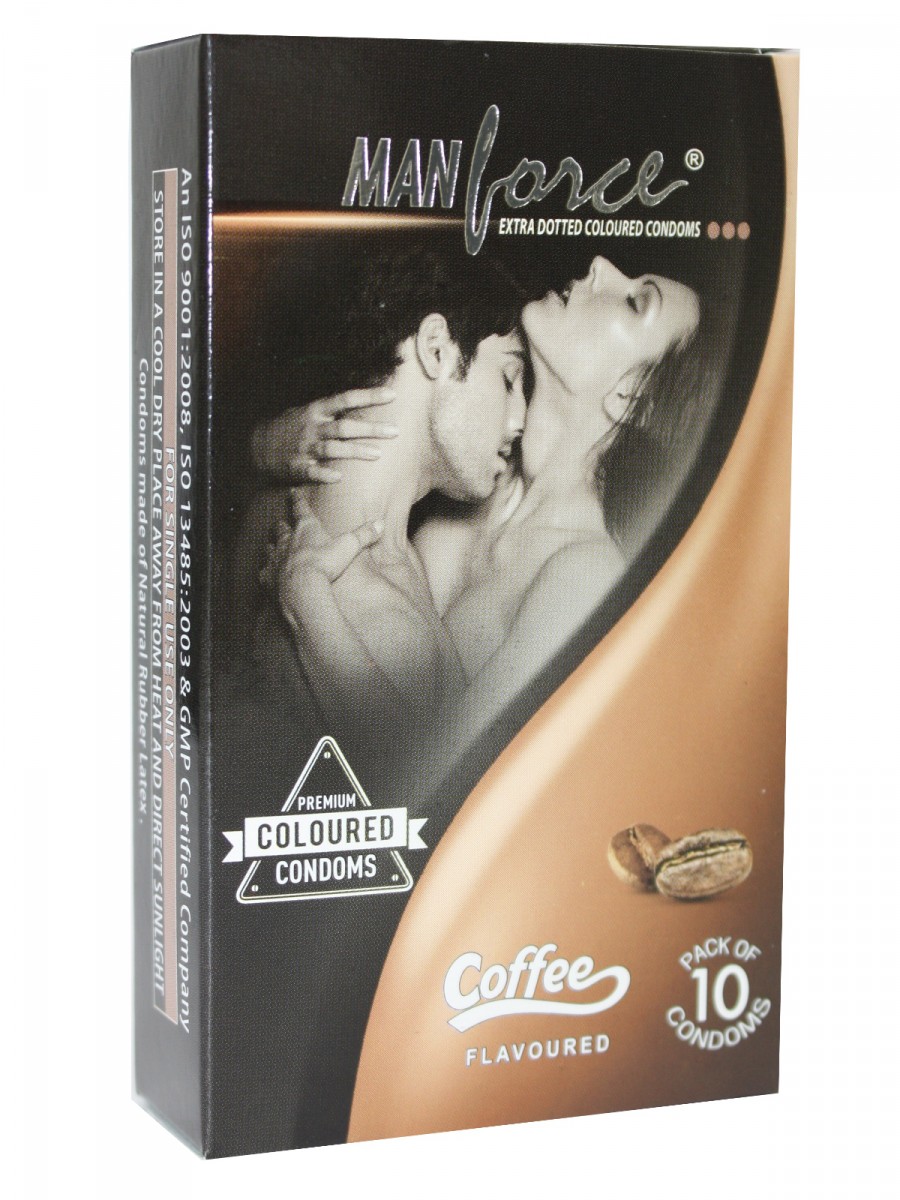 MANforce®
EXTRA DOTTED COLOURED CONDOMS
PREMIUM
COLOURED
CONDOMS
Coffee
FLAVOURED
PACK OF
10
CONDOMS
An ISO 9001:2008, ISO 13485:2003 & GMP Certified Company
FOR SINGLE USE ONLY
STORE IN A COOL DRY PLACE AWAY FROM HEAT AND DIRECT SUNLIGHT
Condoms made of Natural Rubber Latex .